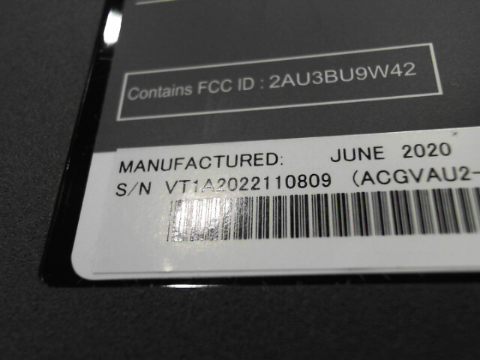 Contains FCC ID : 2AU3BU9W42
MANUFACTURED: JUNE 2020
S/N VT1A2022110809 (ACGVAU2-